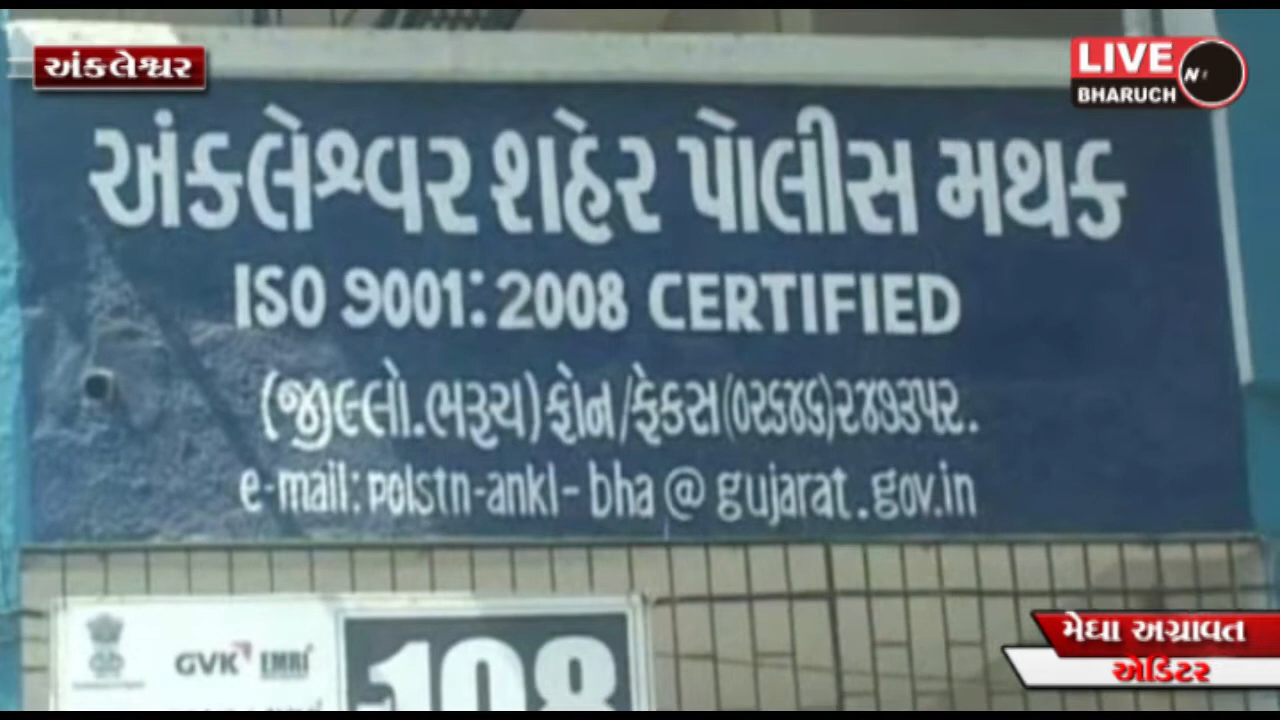 અંકલેશ્વર
LIVE
BHARUCH
અંકલેશ્વર શહેર પોલીસ મથક
ISO 9001:2008 CERTIFIED
(જીલ્લો.ભરૂચ) ફોન/ફેકસ(૦૨૬૪૬)૨૪૭૩૫૨.
e-mail: polstn-ankl-bha@gujarat.gov.in
GVK EMRI
108
મેઘા અગ્રાવત
એડિટર